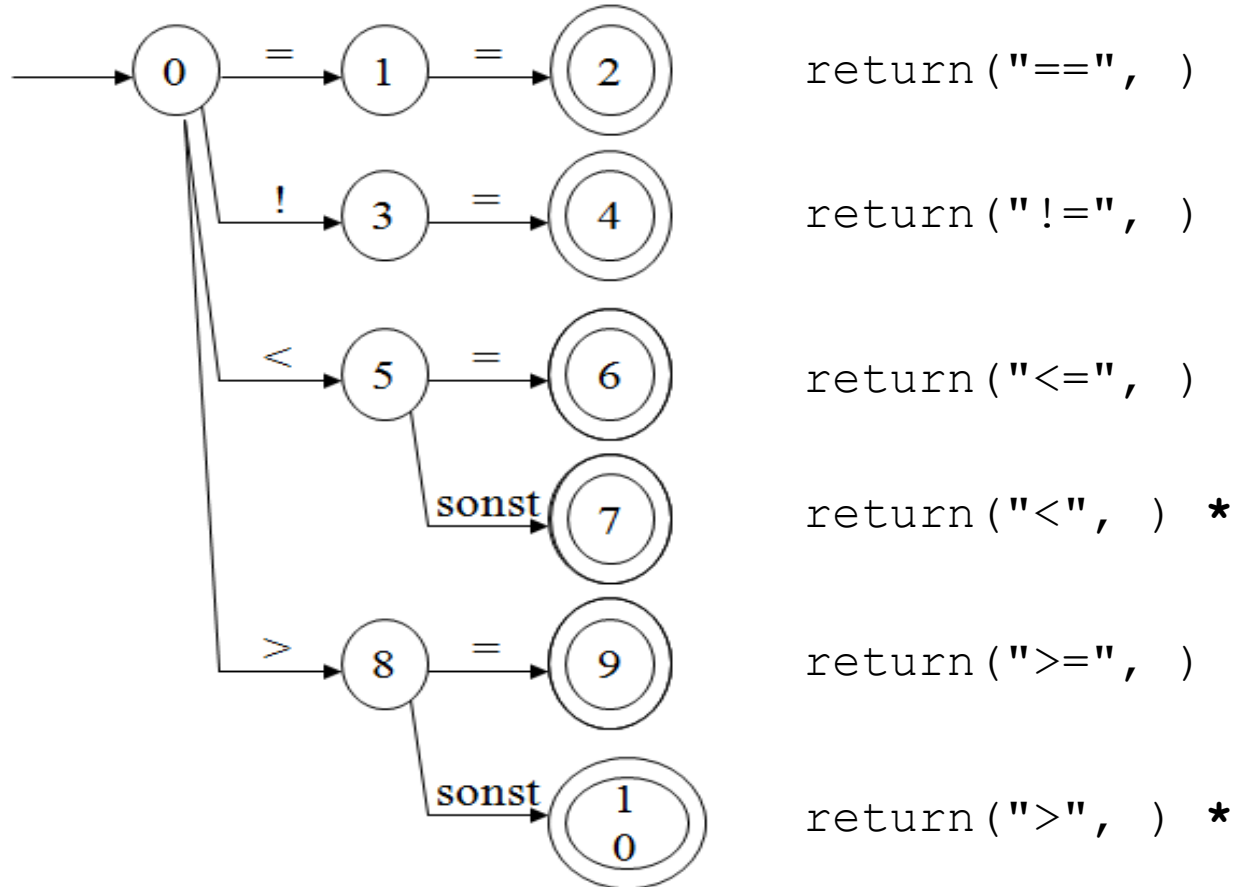 0 = 1 = 2 return("==", )
! 3 = 4 return("!=", )
< 5 = 6 return("<=", )
sonst 7 return("<", ) *
> 8 = 9 return(">=", )
sonst 1
0 return(">", ) *